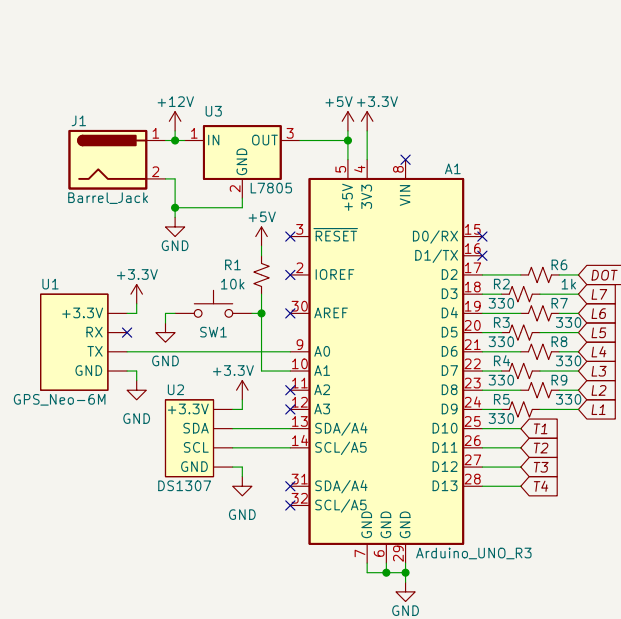 +12V
+5V +3.3V
J1
U3
1
1 IN OUT 3
GND
2
2
L7805
Barrel_Jack
GND
5 4 8
A1
+5V 3V3 VIN
+5V
3 RESET
D0/RX 15
D1/TX 16
R1
10k
2 IOREF
D2 17 R6 DOT
1k
U1
+3.3V
D3 18 R2 L7
330
+3.3V
30 AREF
D4 19 R7 L6
330
RX
SW1
D5 20 R3 L5
330
GND
TX
9 A0
D6 21 R8 L4
330
GND
+3.3V
10 A1
D7 22 R4 L3
330
GPS_Neo-6M
GND
U2
11 A2
D8 23 R9 L2
330
+3.3V
12 A3
D9 24 R5 L1
330
SDA
13 SDA/A4
D10 25 T1
SCL
14 SCL/A5
D11 26 T2
GND
D12 27 T3
DS1307
GND
31 SDA/A4
D13 28 T4
32 SCL/A5
GND GND GND
7 6 29
Arduino_UNO_R3
GND